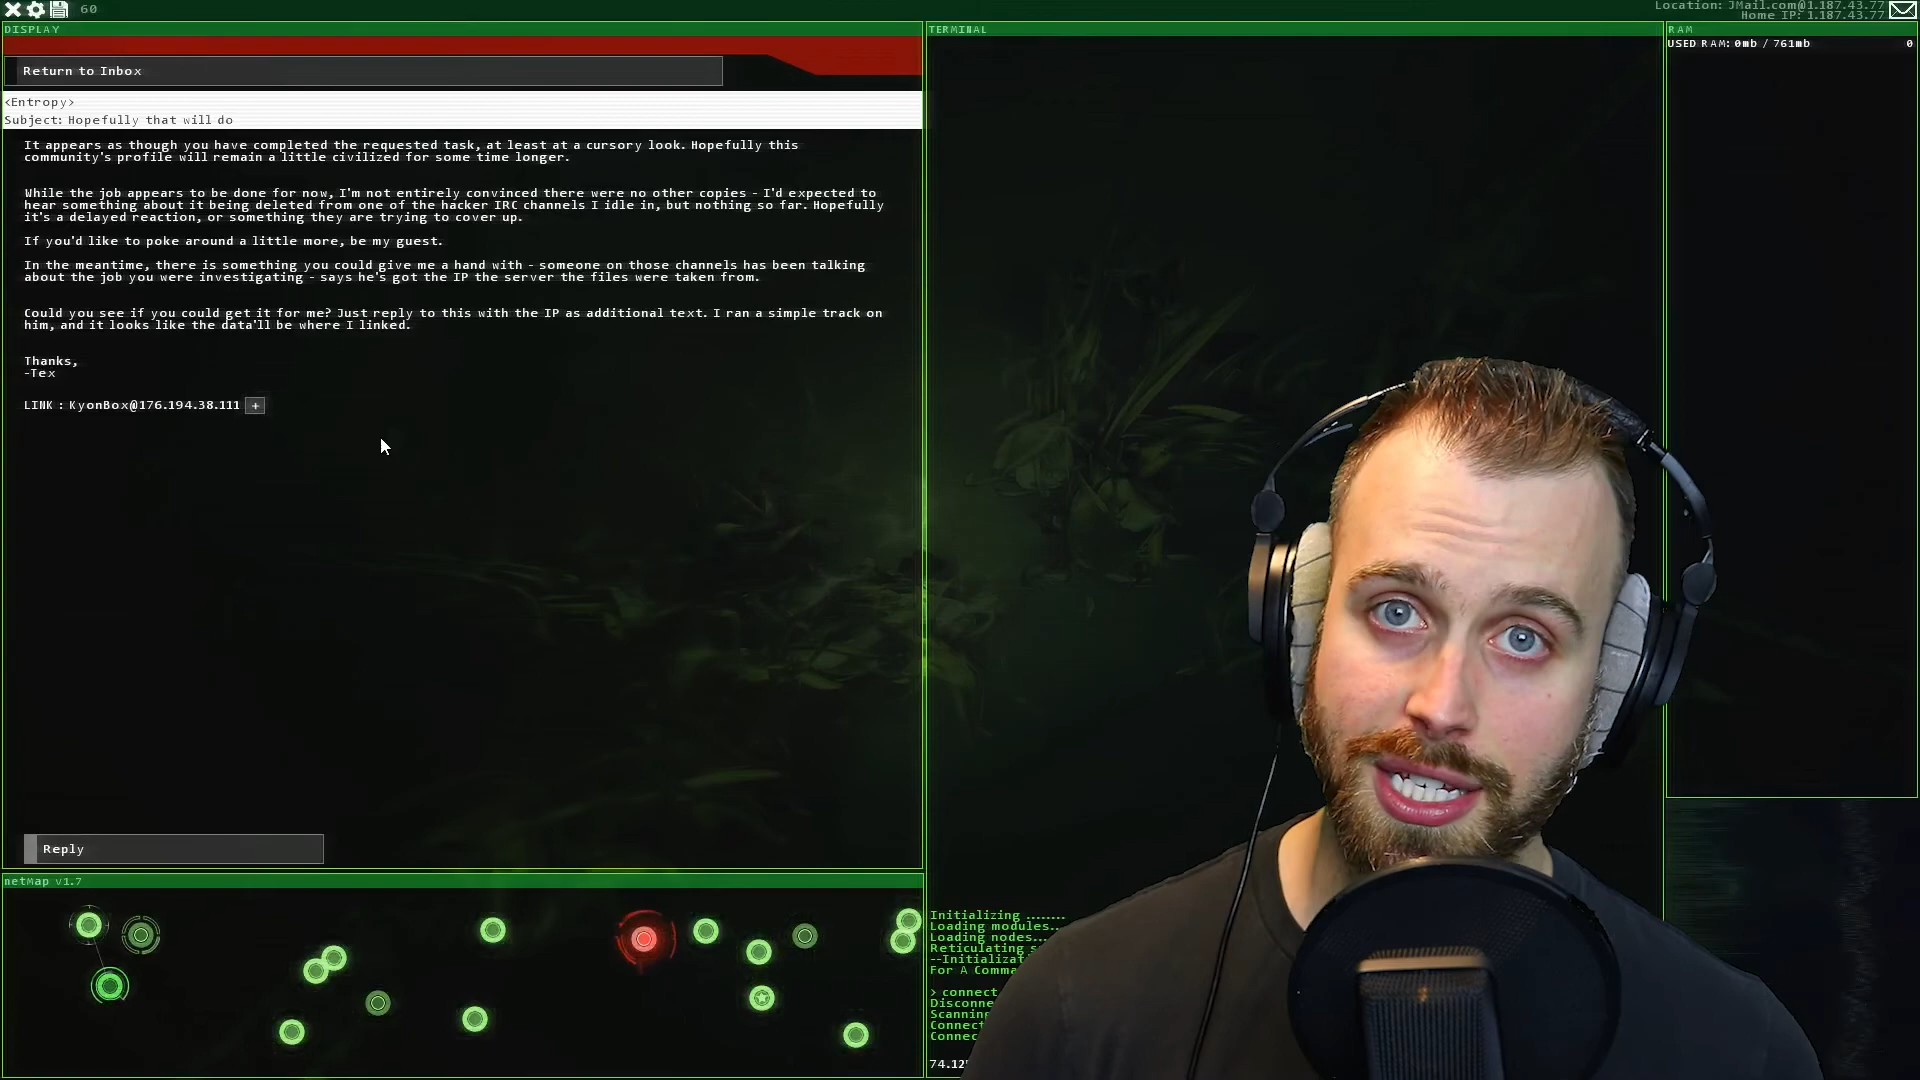 60
Location: JMail.com@1.187.43.77
Home IP: 1.187.43.77
DISPLAY
TERMINAL
RAM
USED RAM: 0mb / 761mb
0
Return to Inbox
<Entropy>
Subject: Hopefully that will do
It appears as though you have completed the requested task, at least at a cursory look. Hopefully this
community's profile will remain a little civilized for some time longer.
While the job appears to be done for now, I'm not entirely convinced there were no other copies - I'd expected to
hear something about it being deleted from one of the hacker IRC channels I idle in, but nothing so far. Hopefully
it's a delayed reaction, or something they are trying to cover up.
If you'd like to poke around a little more, be my guest.
In the meantime, there is something you could give me a hand with - someone on those channels has been talking
about the job you were investigating - says he's got the IP the server the files were taken from.
Could you see if you could get it for me? Just reply to this with the IP as additional text. I ran a simple track on
him, and it looks like the data'll be where I linked.
Thanks,
-Tex
LINK : KyonBox@176.194.38.111 +
Reply
netMap v1.7
Initializing ........
Loading modules..
Loading nodes...
Reticulating s
--Initializat
For A Comma
> connect
Disconne
Scanning
Connect
Connec
74.12